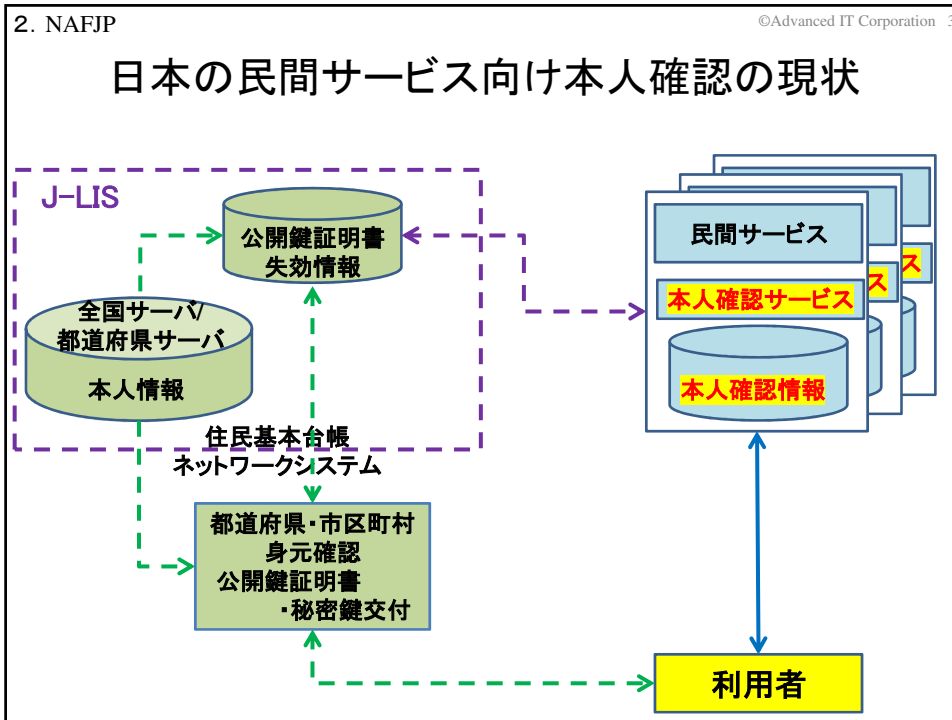 2．NAFJP
©Advanced IT Corporation 3
日本の民間サービス向け本人確認の現状
J-LIS
公開鍵証明書
失効情報
全国サーバ/
都道府県サーバ
本人情報
住民基本台帳
ネットワークシステム
都道府県・市区町村
身元確認
公開鍵証明書
・秘密鍵交付
民間サービス
本人確認サービス
本人確認情報
ス
ス
利用者